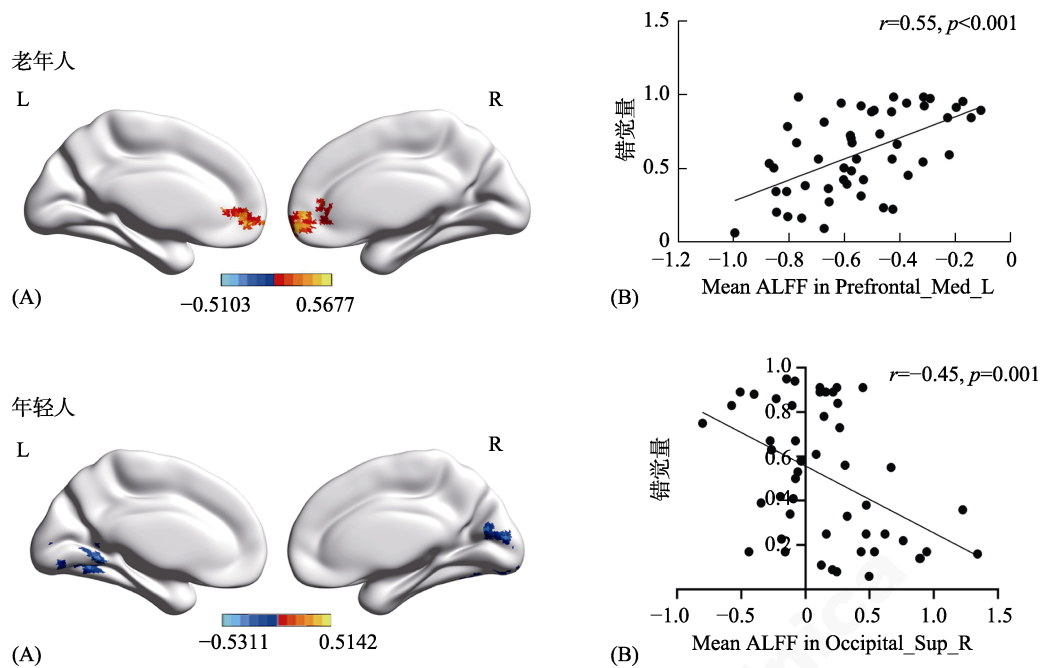 老年人
L
R
−0.5103
0.5677
(A)
1.5
1.0
0.5
0
错觉量
r=0.55, p<0.001
−1.2
−1.0
−0.8
−0.6
−0.4
−0.2
0
Mean ALFF in Prefrontal_Med_L
(B)
年轻人
L
R
−0.5311
0.5142
(A)
1.0
0.8
0.6
0.4
0.2
错觉量
r=−0.45, p=0.001
−1.0
−0.5
0
0.5
1.0
1.5
Mean ALFF in Occipital_Sup_R
(B)